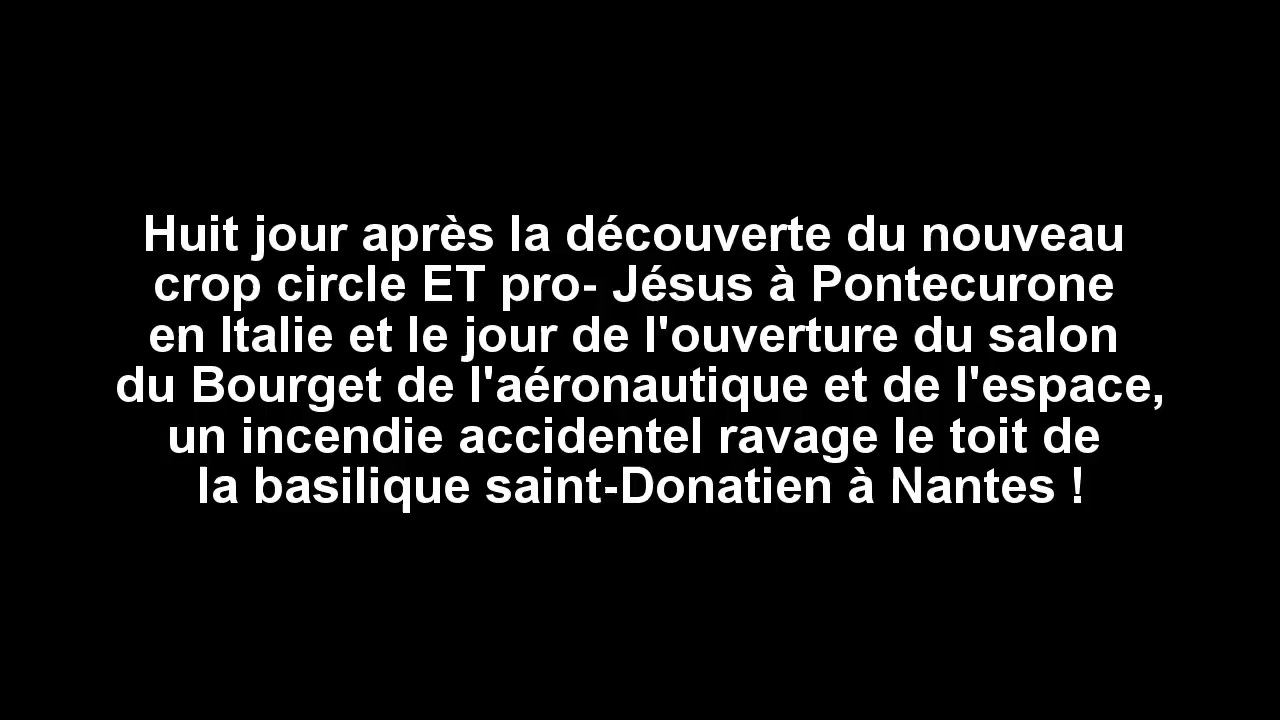 Huit jour après la découverte du nouveau
crop circle ET pro- Jésus à Pontecurone
en Italie et le jour de l'ouverture du salon
du Bourget de l'aéronautique et de l'espace,
un incendie accidentel ravage le toit de
la basilique saint-Donatien à Nantes !